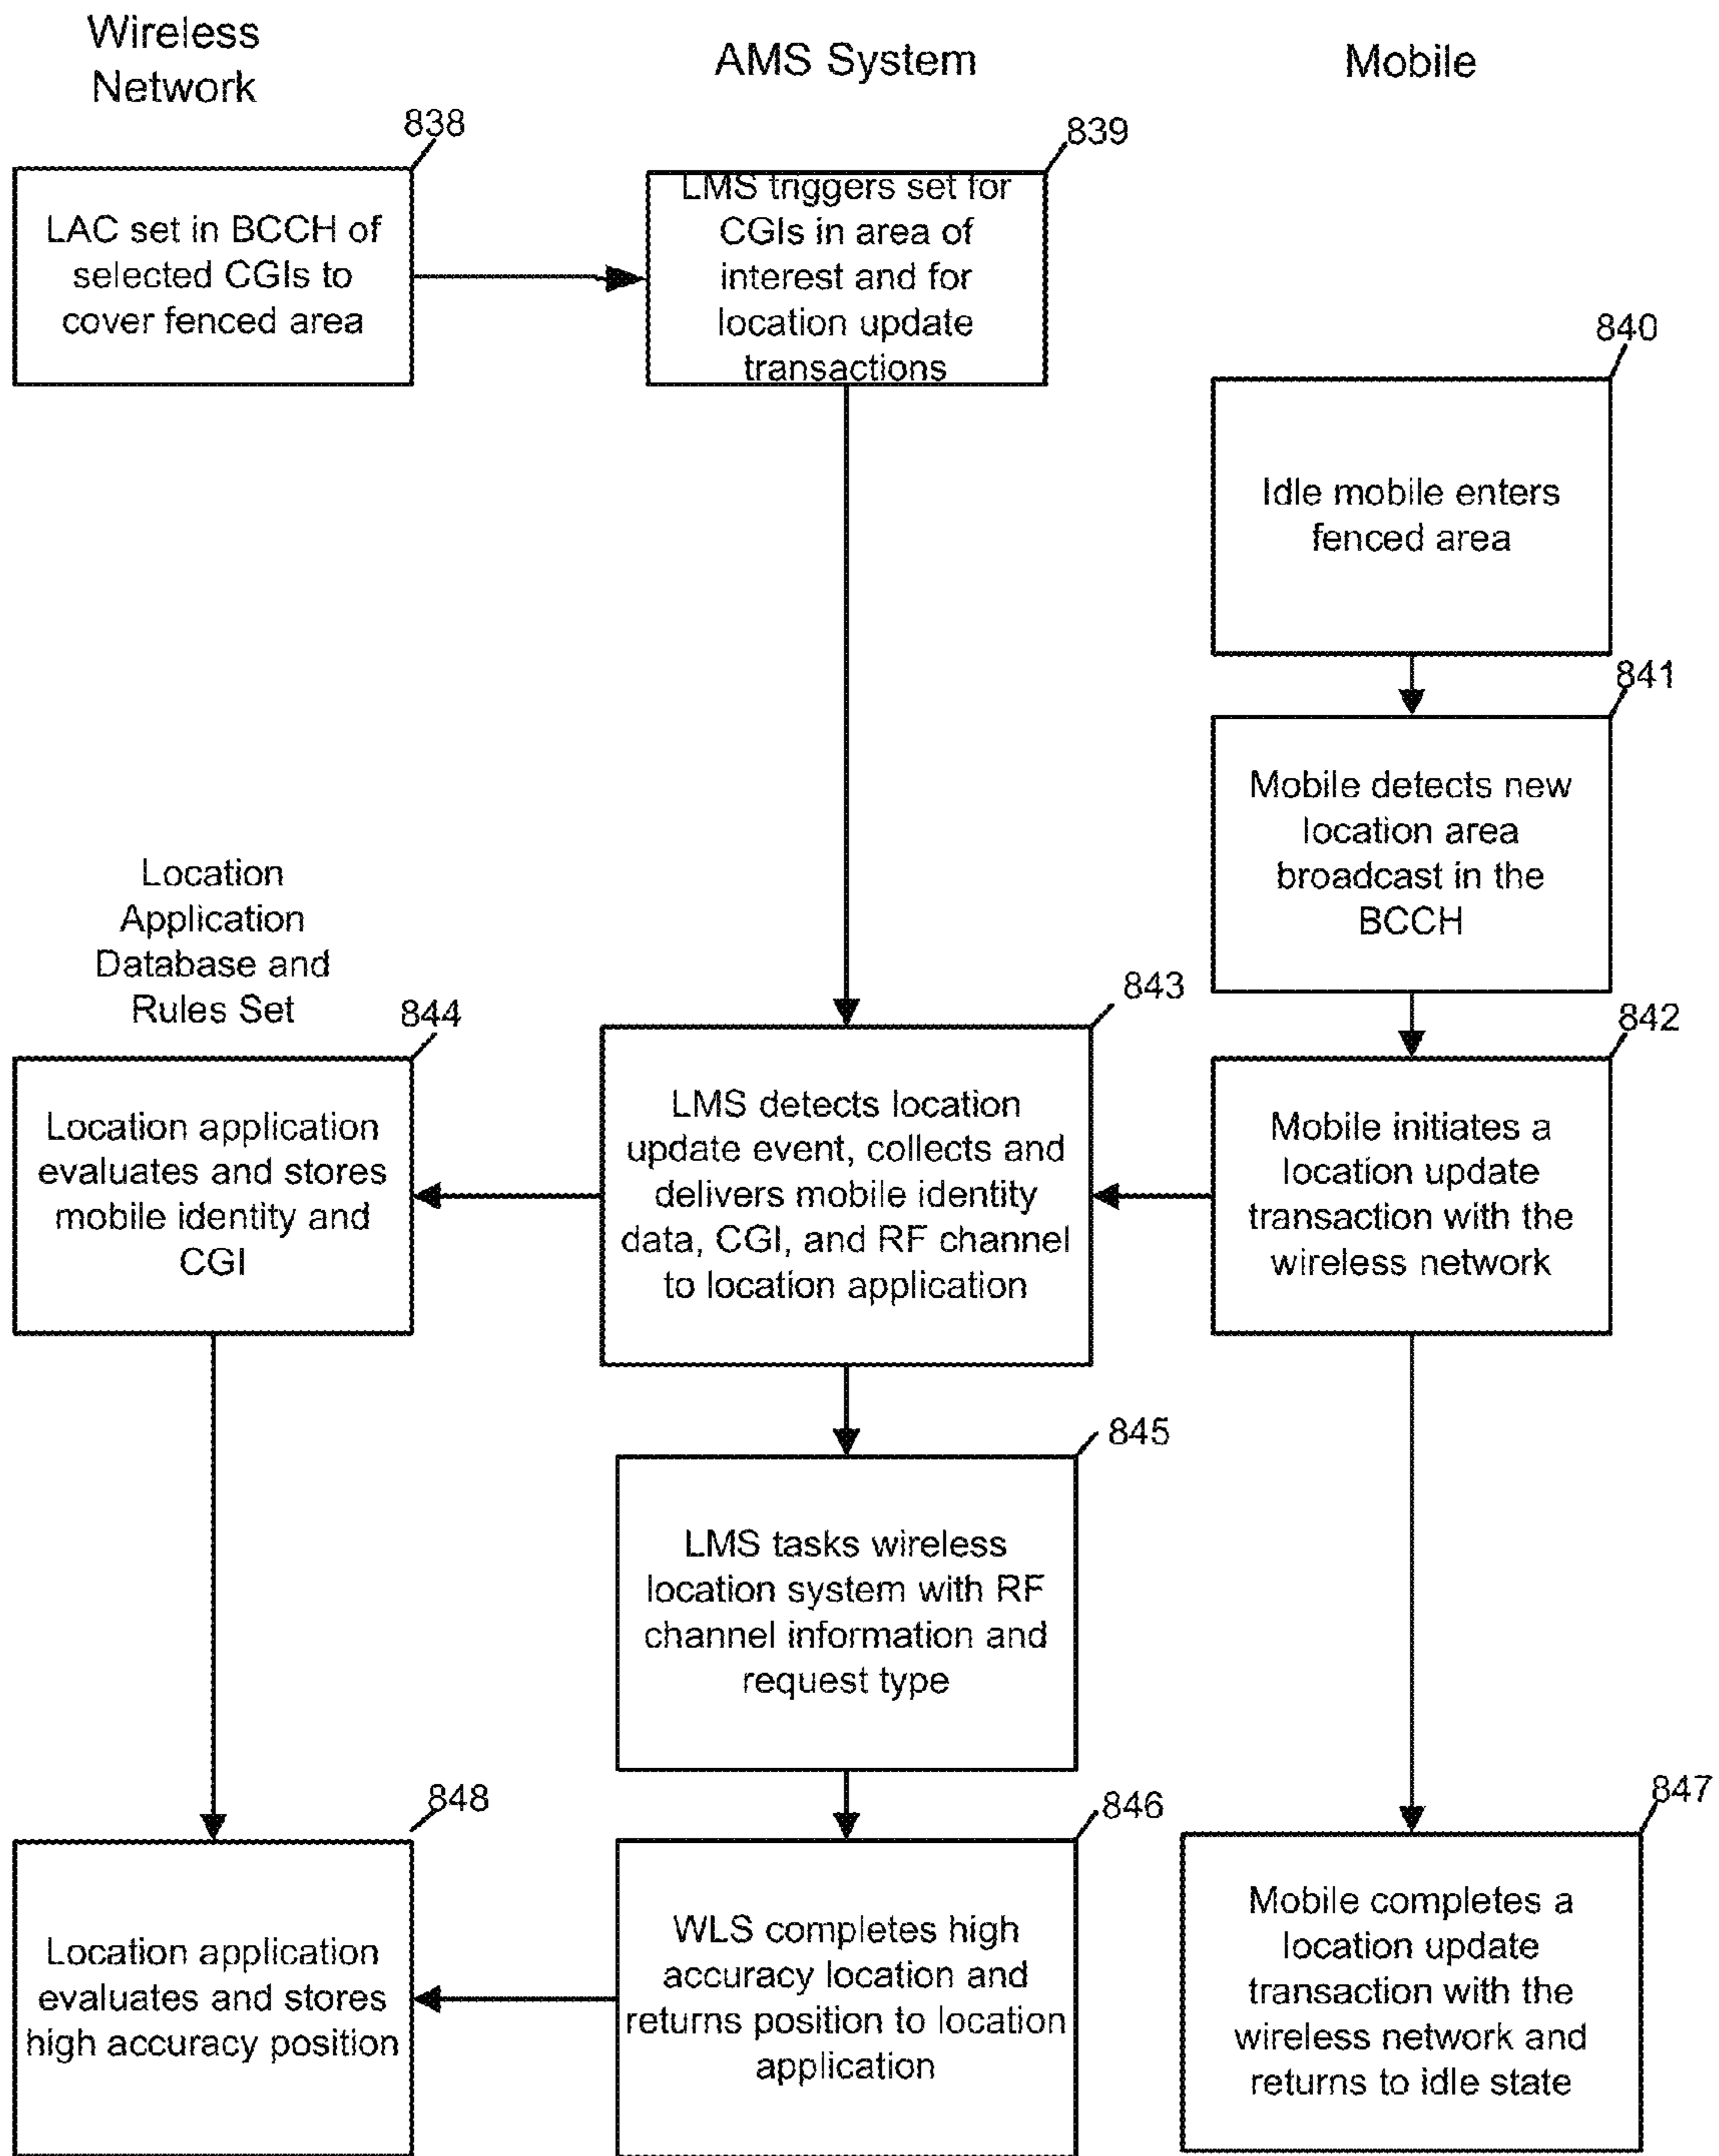 Wireless
Network
AMS System
Mobile
838
LAC set in BCCH of
selected CGIs to
cover fenced area
839
LMS triggers set for
CGIs in area of
interest and for
location update
transactions
840
Idle mobile enters
fenced area
841
Mobile detects new
location area
broadcast in the
BCCH
842
Mobile initiates a
location update
transaction with the
wireless network
843
LMS detects location
update event, collects and
delivers mobile identity
data, CGI, and RF channel
to location application
Location
Application
Database and
Rules Set
844
Location application
evaluates and stores
mobile identity and
CGI
845
LMS tasks wireless
location system with RF
channel information and
request type
846
WLS completes high
accuracy location and
returns position to location
application
847
Mobile completes a
location update
transaction with the
wireless network and
returns to idle state
848
Location application
evaluates and stores
high accuracy position